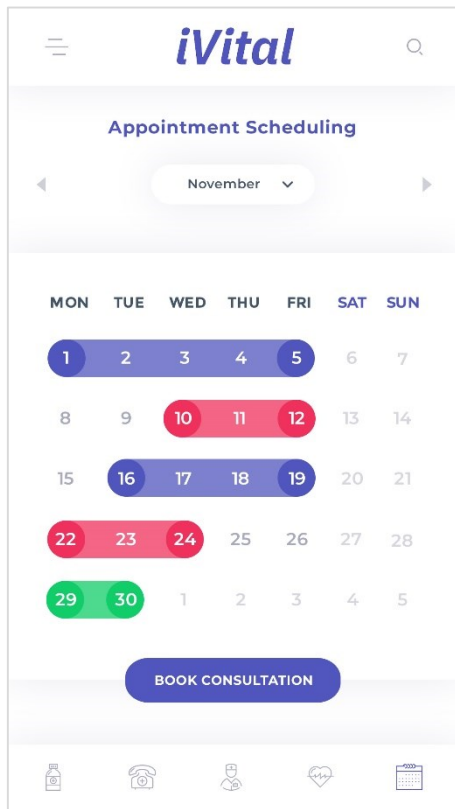 iVital
Appointment Scheduling
November
MON TUE WED THU FRI SAT SUN
1 2 3 4 5 6 7
8 9 10 11 12 13 14
15 16 17 18 19 20 21
22 23 24 25 26 27 28
29 30 1 2 3 4 5
BOOK CONSULTATION